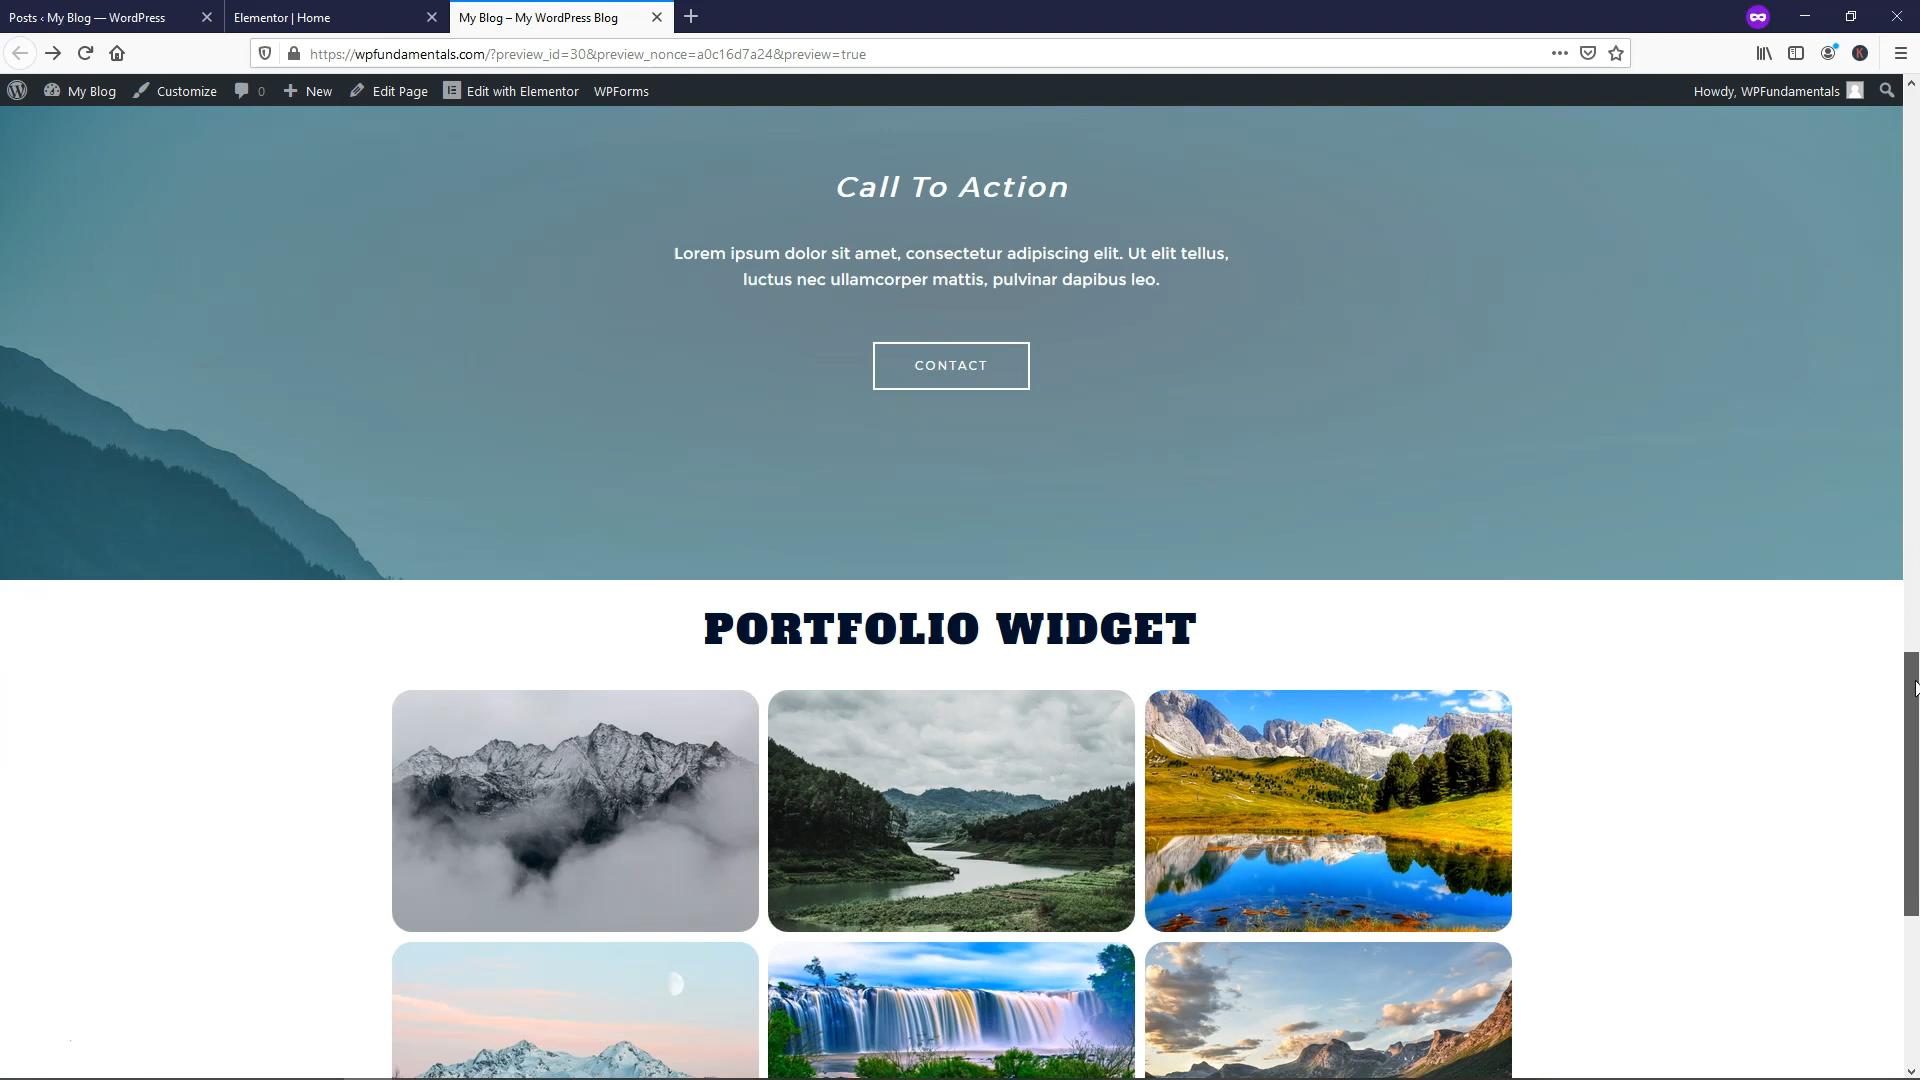 Posts ‹ My Blog — WordPress
Elementor | Home
My Blog – My WordPress Blog
https://wpfundamentals.com/?preview_id=30&preview_nonce=a0c16d7a24&preview=true
K
My Blog
Customize
0
New
Edit Page
Edit with Elementor
WPForms
Howdy, WPFundamentals
Call To Action
Lorem ipsum dolor sit amet, consectetur adipiscing elit. Ut elit tellus,
luctus nec ullamcorper mattis, pulvinar dapibus leo.
CONTACT
PORTFOLIO WIDGET